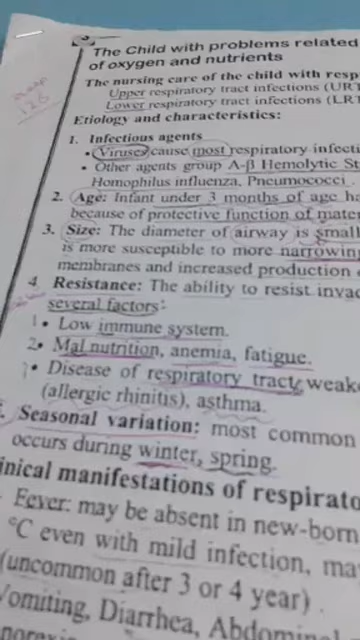 The Child with problems related
of oxygen and nutrients
The nursing care of the child with resp
Upper respiratory tract infections (UR
Lower respiratory tract infections (LR
Etiology and characteristics:
1. Infectious agents
• Viruses cause most respiratory infecti
• Other agents group A-β Hemolytic St
Homophilus influenza, Pneumococci.
2. Age: Infant under 3 months of age h
because of protective function of mater
3. Size: The diameter of airway is small
is more susceptible to more narrowing
membranes and increased production
4. Resistance: The ability to resist inva
several factors:
1 • Low immune system.
2 • Mal nutrition, anemia, fatigue.
• Disease of respiratory tract, weak
(allergic rhinitis), asthma.
. Seasonal variation: most common
occurs during winter, spring.
inical manifestations of respirato
Fever: may be absent in new-born
°C even with mild infection, ma
(uncommon after 3 or 4 year).
Vomiting, Diarrhea, Abdomina